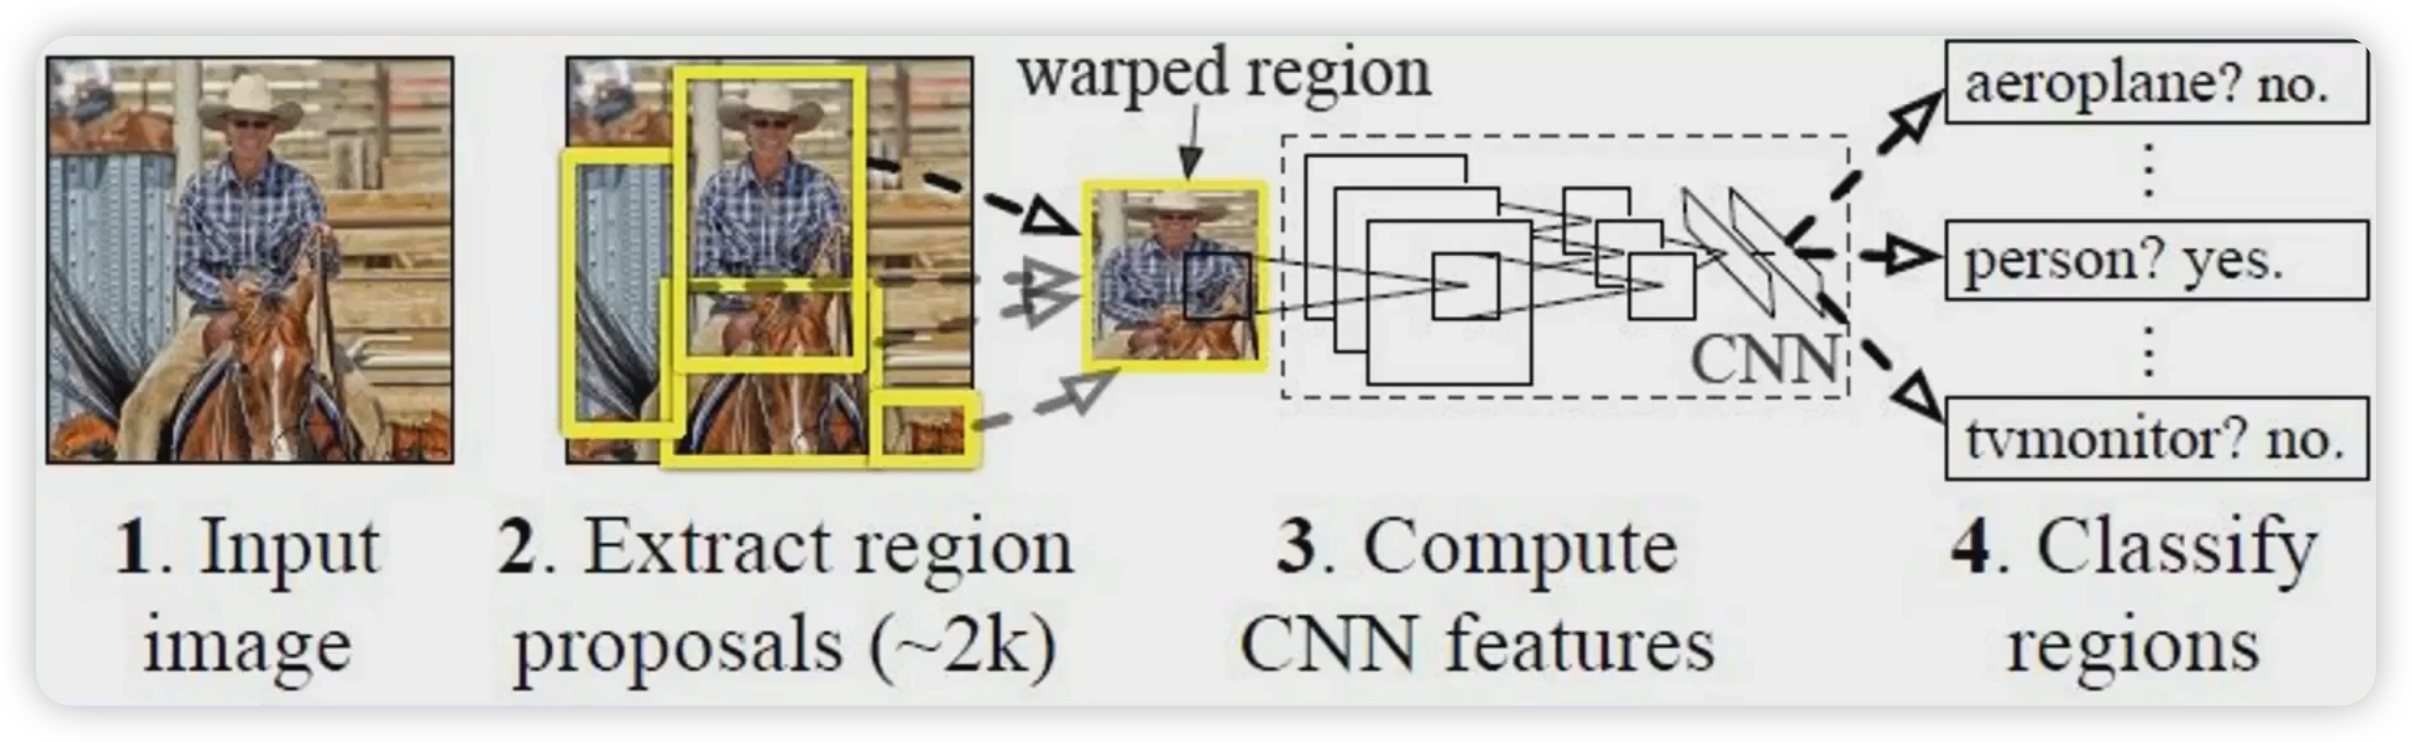 warped region
aeroplane? no.
person? yes.
CNN
tvmonitor? no.
1. Input
image
2. Extract region
proposals (~2k)
3. Compute
CNN features
4. Classify
regions